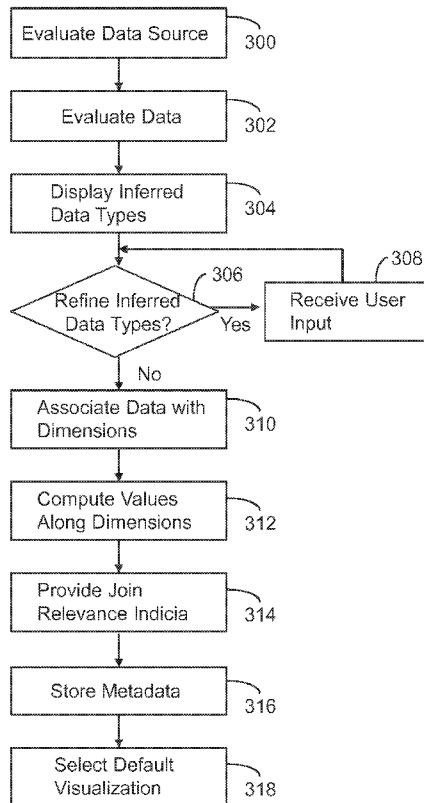 Evaluate Data Source
300
Evaluate Data
302
Display Inferred
Data Types
304
306
308
Refine Inferred
Data Types?
Yes
Receive User
Input
No
Associate Data with
Dimensions
310
Compute Values
Along Dimensions
312
Provide Join
Relevance Indicia
314
Store Metadata
316
Select Default
Visualization
318